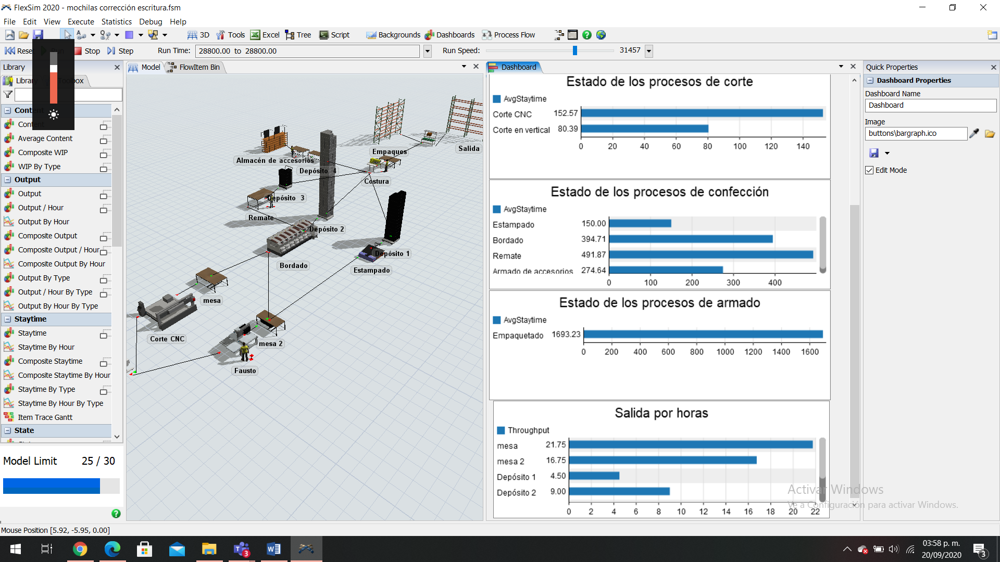 FlexSim 2020 - mochilas corrección escritura.fsm
File Edit View Execute Statistics Debug Help
3D Tools Excel Tree Script Backgrounds Dashboards Process Flow
Stop Step Run Time: 28800.00 to 28800.00 Run Speed: 31457
Library
Model FlowItem Bin
Dashboard
Quick Properties
Dashboard Properties
Dashboard Name
Dashboard
Image
buttons\bargraph.ico
Edit Mode
Average Content
Composite WIP
WIP By Type
Output
Output
Output / Hour
Output By Hour
Composite Output
Composite Output / Hour
Composite Output By Hour
Output By Type
Output / Hour By Type
Output By Hour By Type
Staytime
Staytime
Staytime By Hour
Composite Staytime
Composite Staytime By Hour
Staytime By Type
Staytime By Hour By Type
Item Trace Gantt
State
Model Limit 25 / 30
Almacén de accesorios
Depósito 4
Empaques
Salida
Costura
Depósito 3
Remate
Depósito 2
Depósito 1
Bordado
Estampado
mesa
Corte CNC
mesa 2
Fausto
Estado de los procesos de corte
AvgStaytime
Corte CNC 152.57
Corte en vertical 80.39
0 20 40 60 80 100 120 140
Estado de los procesos de confección
AvgStaytime
Estampado 150.00
Bordado 394.71
Remate 491.87
Armado de accesorios 274.64
0 100 200 300 400
Estado de los procesos de armado
AvgStaytime
Empaquetado 1693.23
0 200 400 600 800 1000 1200 1400 1600
Salida por horas
Throughput
mesa 21.75
mesa 2 16.75
Depósito 1 4.50
Depósito 2 9.00
0 2 4 6 8 10 12 14 16 18 20 22
Activar Windows
Ve a Configuración para activar Windows.
Mouse Position [5.92, -5.95, 0.00]
3
03:58 p. m.
20/09/2020
3